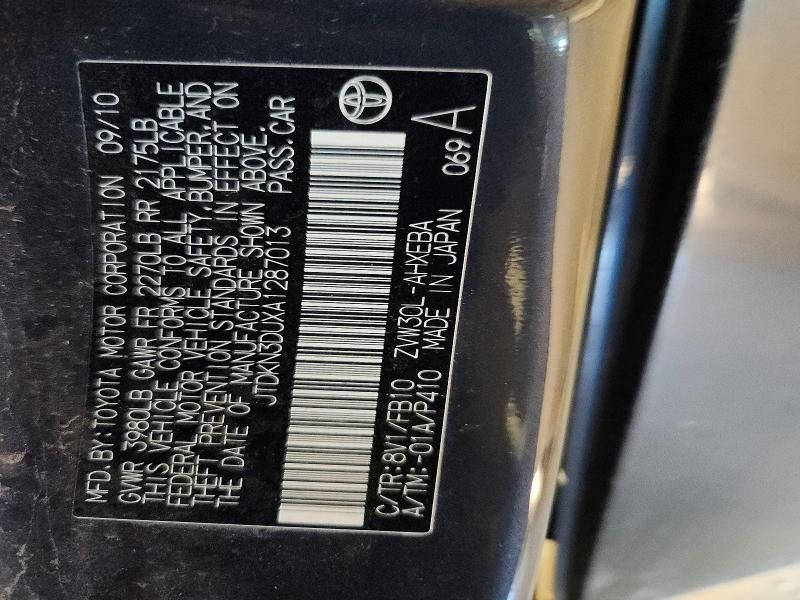 MFD. BY: TOYOTA MOTOR CORPORATION 09/10
GVWR 3980LB GAWR FR 2270LB RR 2175LB
THIS VEHICLE CONFORMS TO ALL APPLICABLE
FEDERAL MOTOR VEHICLE SAFETY, BUMPER, AND
THEFT PREVENTION STANDARDS IN EFFECT ON
THE DATE OF MANUFACTURE SHOWN ABOVE.
JTDKN3DUXA1287013 PASS. CAR
C/TR: 8V1/FB10 ZVW30L-AHXEBA
A/TM: -01A/P410 MADE IN JAPAN 069 A